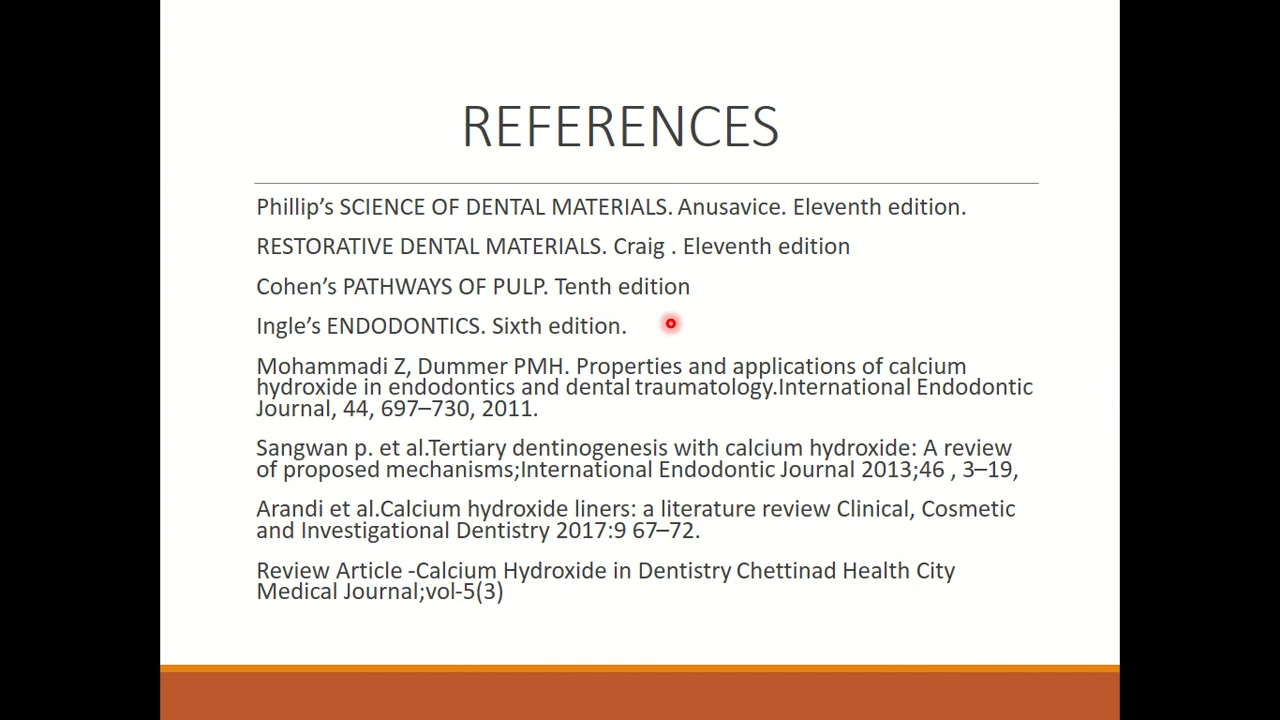 REFERENCES
Phillip’s SCIENCE OF DENTAL MATERIALS. Anusavice. Eleventh edition.
RESTORATIVE DENTAL MATERIALS. Craig . Eleventh edition
Cohen’s PATHWAYS OF PULP. Tenth edition
Ingle’s ENDODONTICS. Sixth edition.
Mohammadi Z, Dummer PMH. Properties and applications of calcium
hydroxide in endodontics and dental traumatology.International Endodontic
Journal, 44, 697–730, 2011.
Sangwan p. et al.Tertiary dentinogenesis with calcium hydroxide: A review
of proposed mechanisms;International Endodontic Journal 2013;46 , 3–19,
Arandi et al.Calcium hydroxide liners: a literature review Clinical, Cosmetic
and Investigational Dentistry 2017:9 67–72.
Review Article -Calcium Hydroxide in Dentistry Chettinad Health City
Medical Journal;vol-5(3)